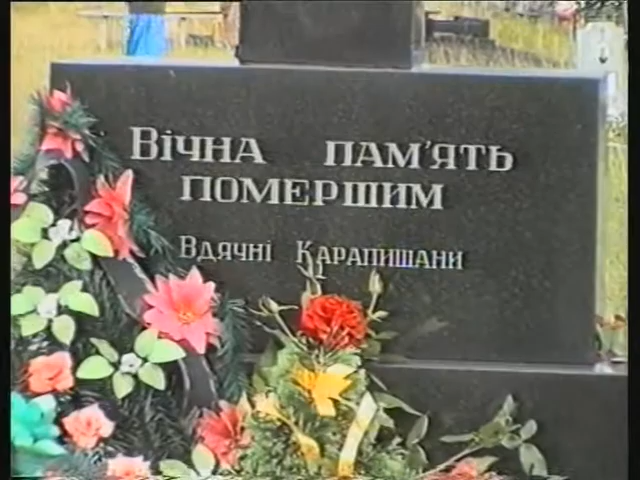 Вічна пам'ять
помершим
Вдячні Карапишани